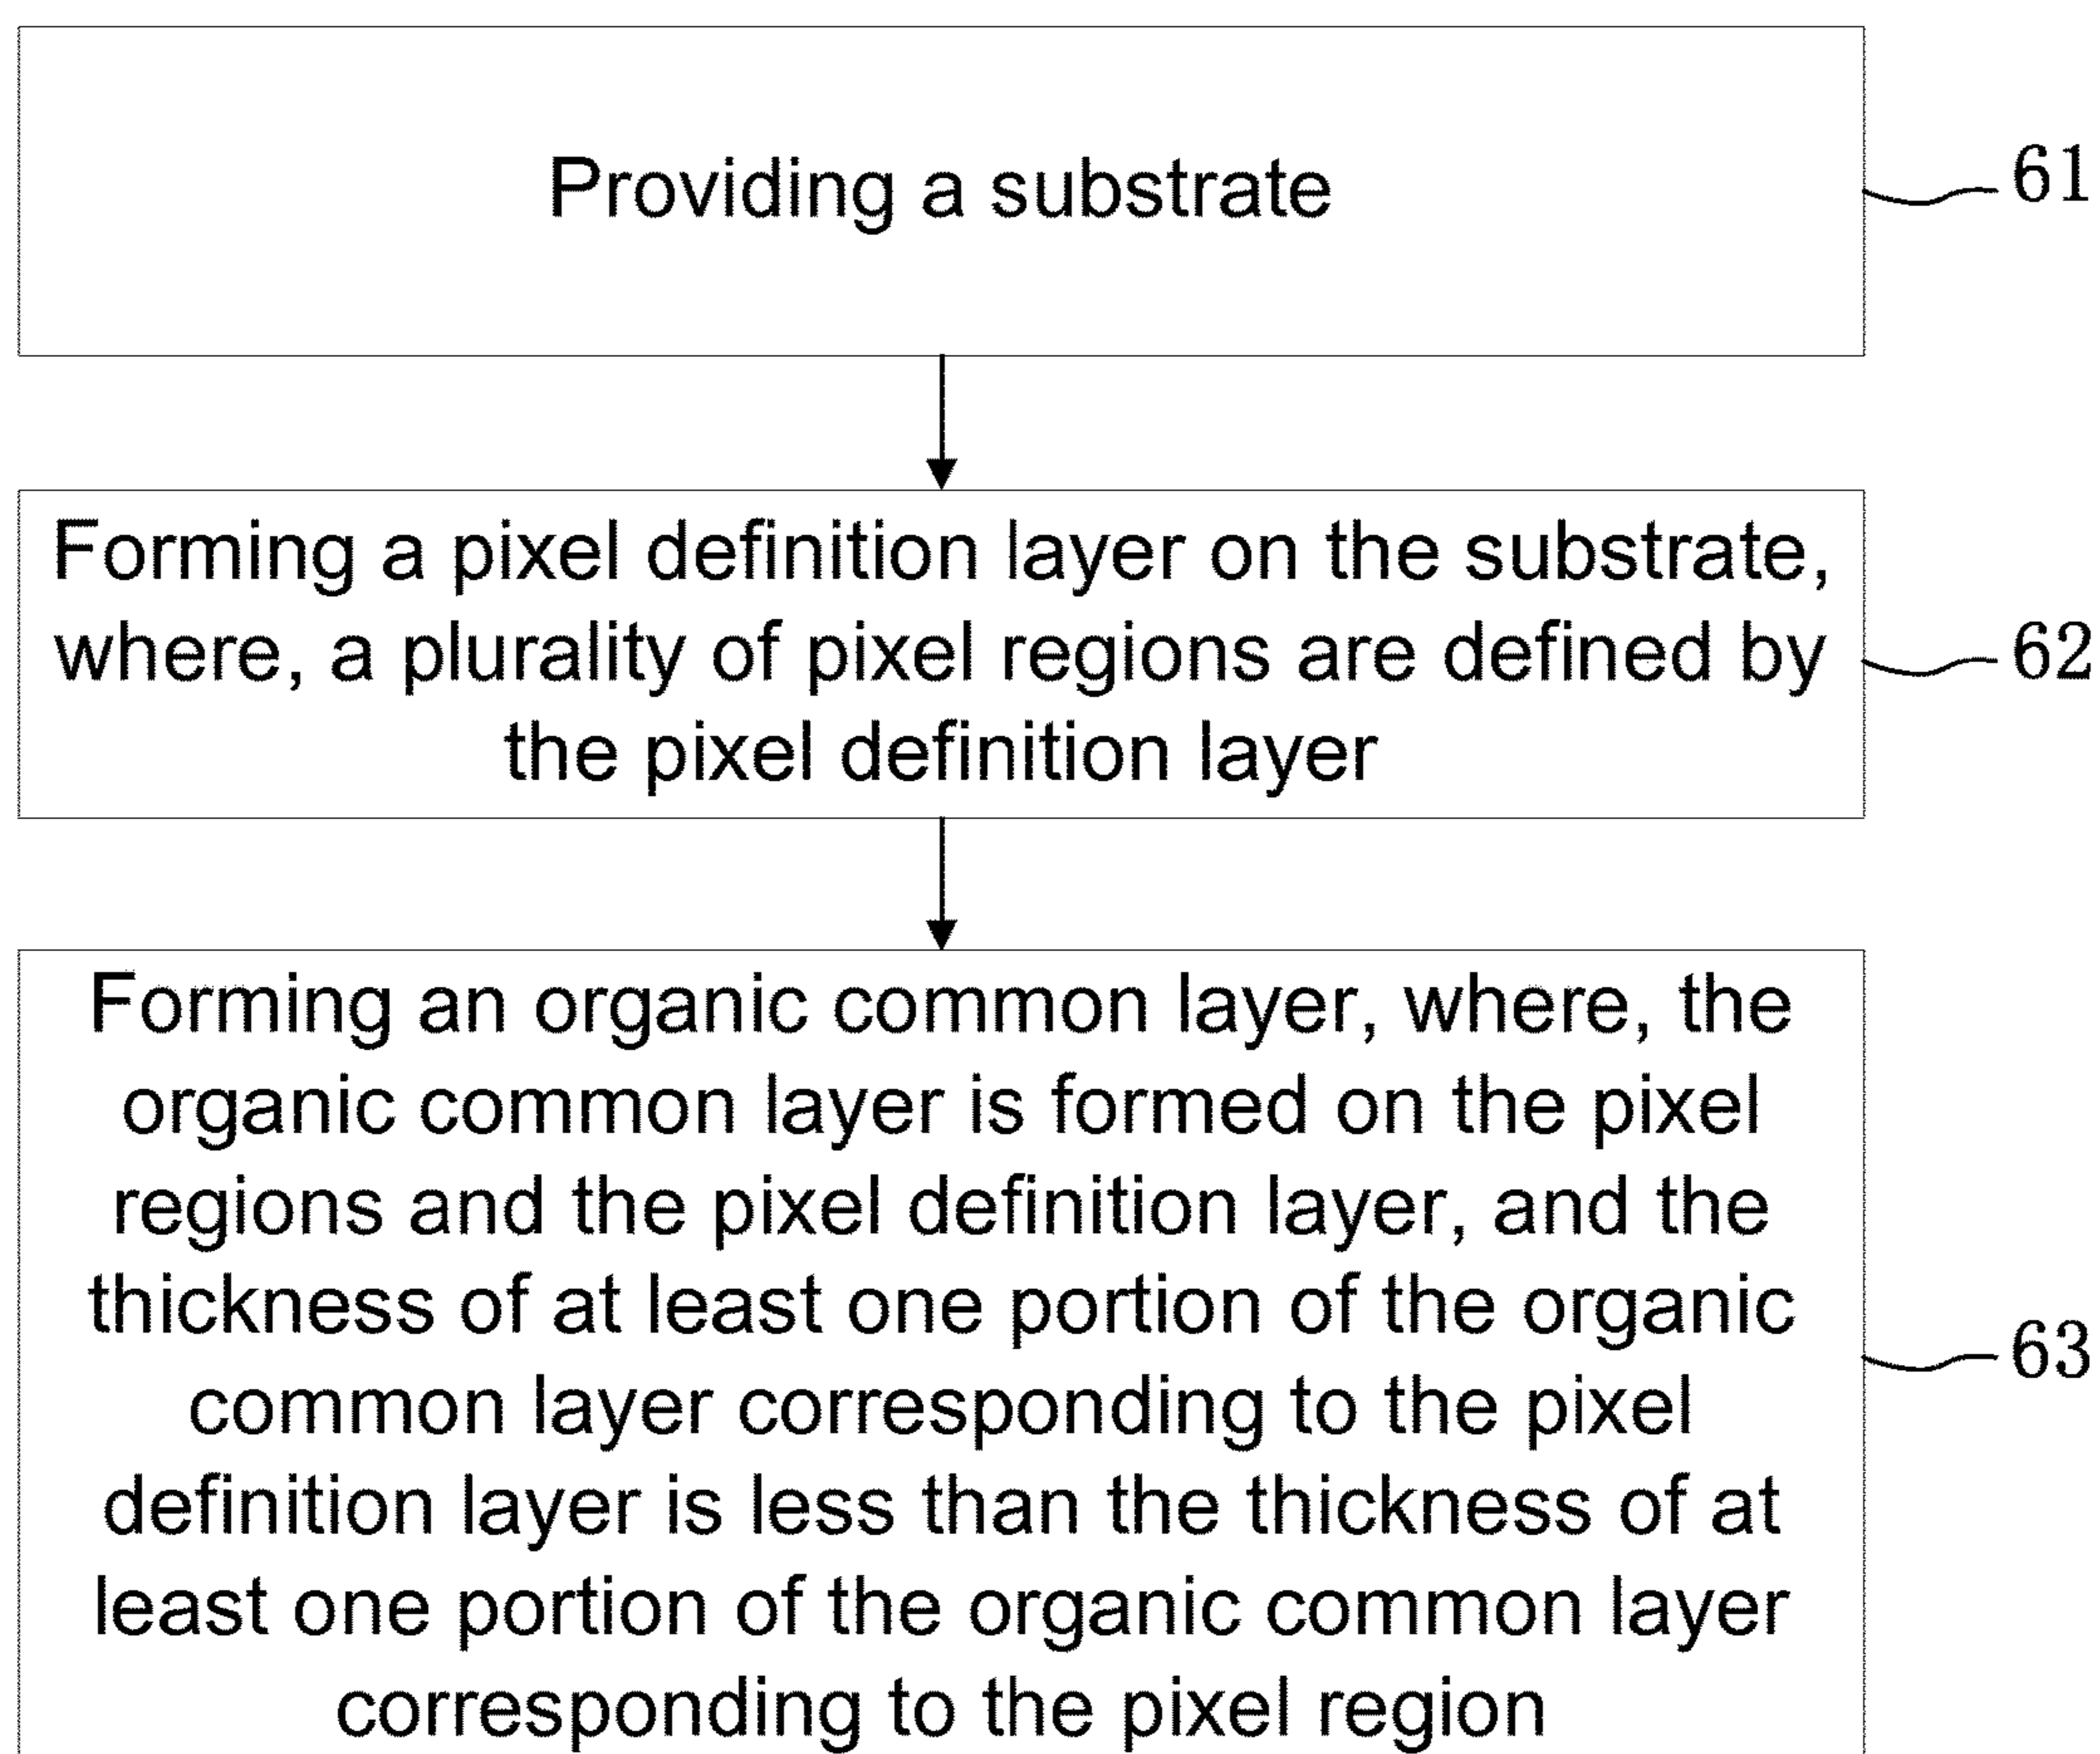 Providing a substrate
61
Forming a pixel definition layer on the substrate,
where, a plurality of pixel regions are defined by
the pixel definition layer
62
Forming an organic common layer, where, the
organic common layer is formed on the pixel
regions and the pixel definition layer, and the
thickness of at least one portion of the organic
common layer corresponding to the pixel
definition layer is less than the thickness of at
least one portion of the organic common layer
corresponding to the pixel region
63